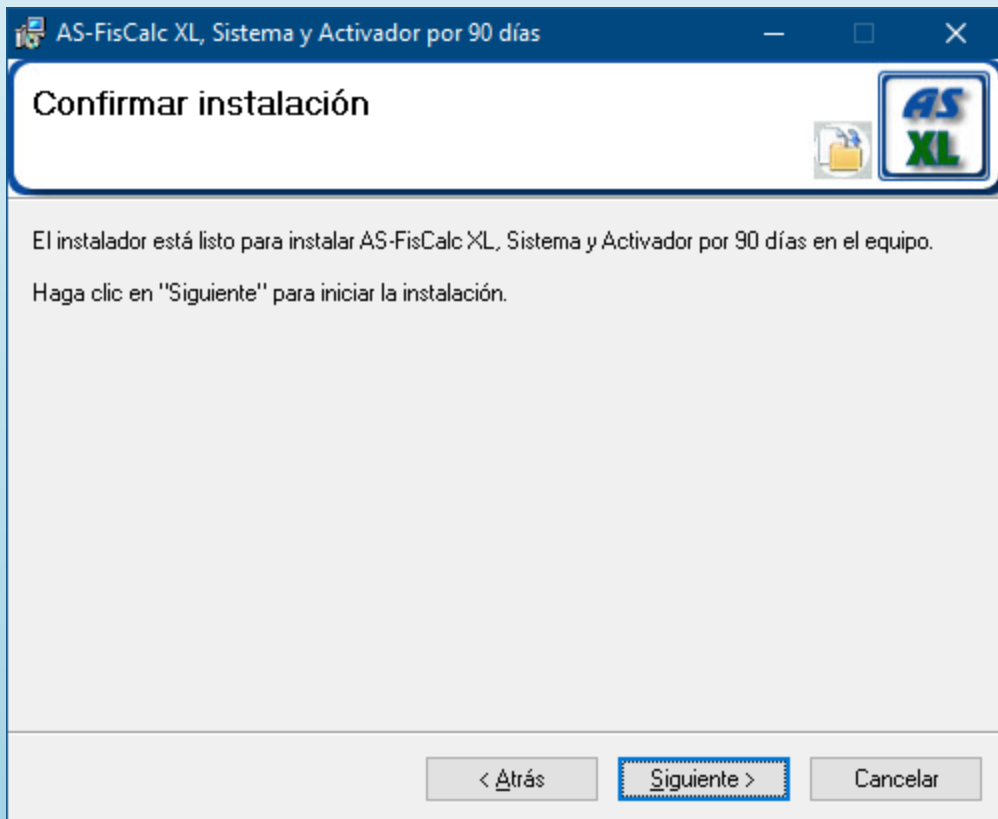 AS-FisCalc XL, Sistema y Activador por 90 días
Confirmar instalación
AS
XL
El instalador está listo para instalar AS-FisCalc XL, Sistema y Activador por 90 días en el equipo.
Haga clic en "Siguiente" para iniciar la instalación.
< Atrás
Siguiente >
Cancelar